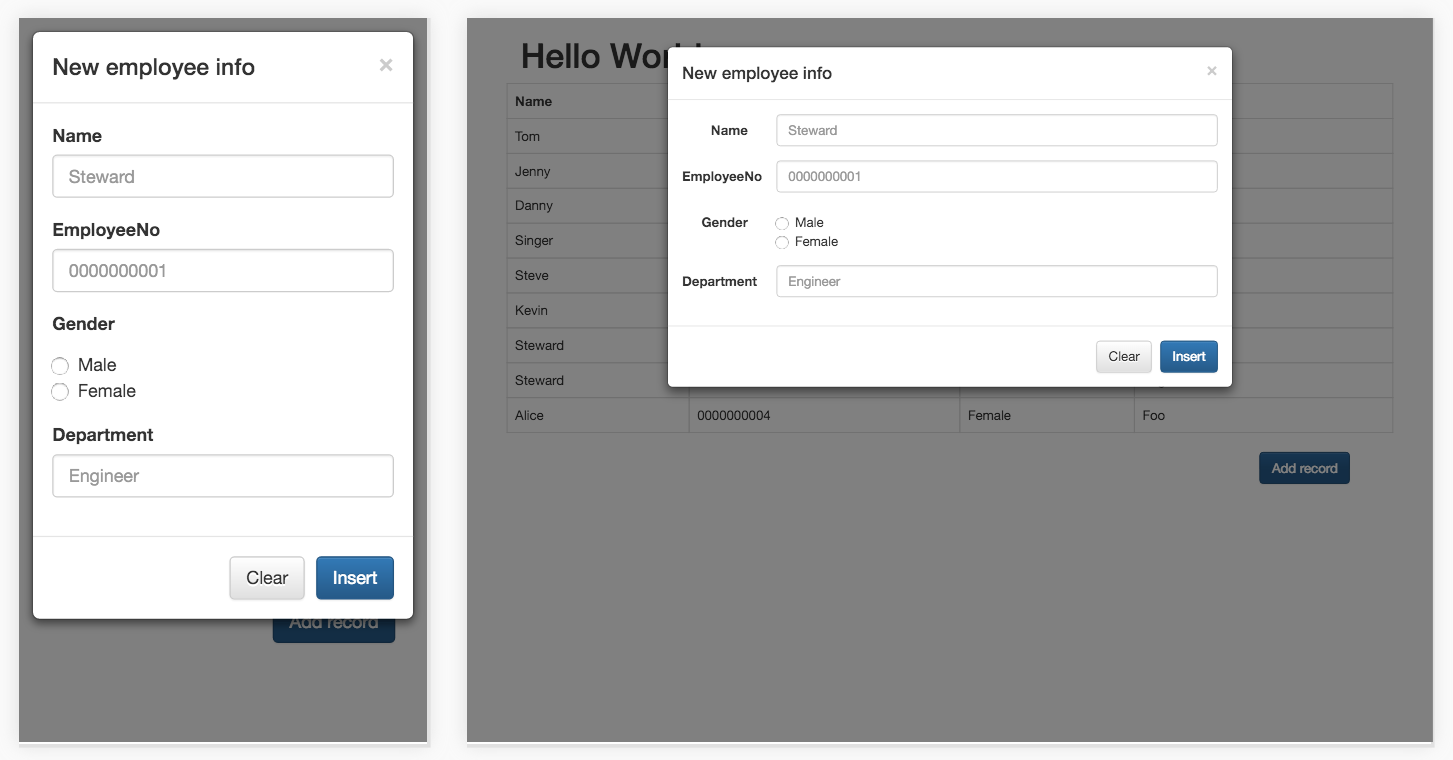 New employee info ×
Name
Steward
EmployeeNo
0000000001
Gender
Male
Female
Department
Engineer
Clear Insert
Add record
Hello
New employee info ×
Name Steward
EmployeeNo 0000000001
Gender Male
Female
Department Engineer
Clear Insert
Name
Tom
Jenny
Danny
Singer
Steve
Kevin
Steward
Steward
Alice 0000000004 Female Foo
Add record